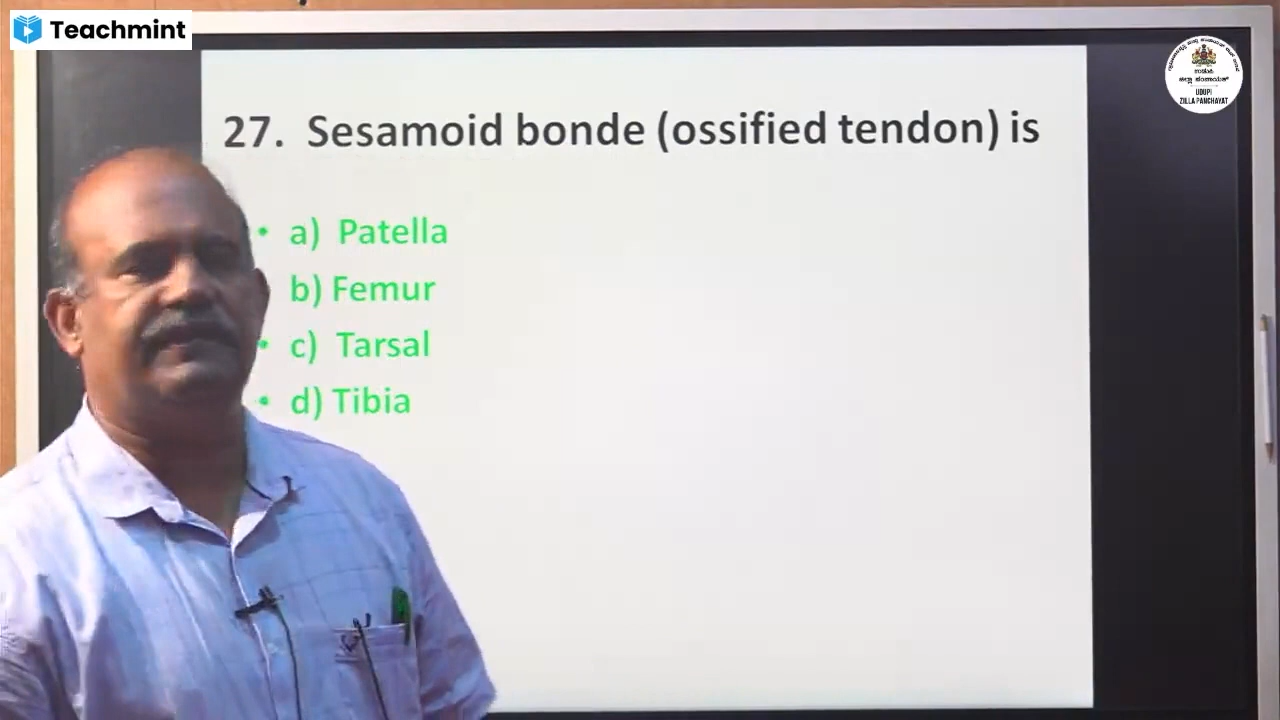 Teachmint
27. Sesamoid bonde (ossified tendon) is
• a) Patella
b) Femur
• c) Tarsal
• d) Tibia
UDUPI
ZILLA PANCHAYAT